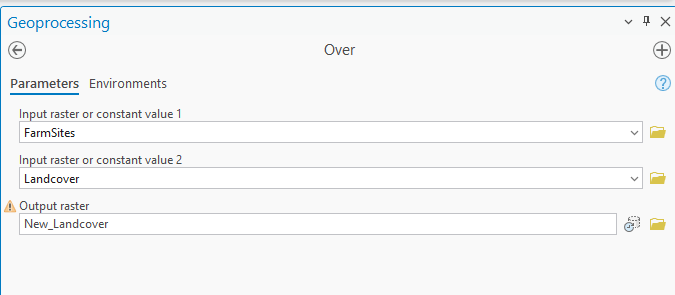 Geoprocessing
Over
Parameters Environments
Input raster or constant value 1
FarmSites
Input raster or constant value 2
Landcover
Output raster
New_Landcover